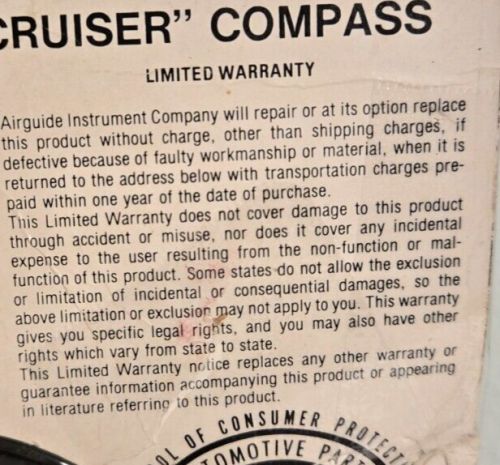 CRUISER” COMPASS
LIMITED WARRANTY
Airguide Instrument Company will repair or at its option replace
this product without charge, other than shipping charges, if
defective because of faulty workmanship or material, when it is
returned to the address below with transportation charges pre-
paid within one year of the date of purchase.
This Limited Warranty does not cover damage to this product
through accident or misuse, nor does it cover any incidental
expense to the user resulting from the non-function or mal-
function of this product. Some states do not allow the exclusion
or limitation of incidental or consequential damages, so the
above limitation or exclusion may not apply to you. This warranty
gives you specific legal rights, and you may also have other
rights which vary from state to state.
This Limited Warranty notice replaces any other warranty or
guarantee information accompanying this product or appearing
in literature referring to this product.
OF CONSUMER